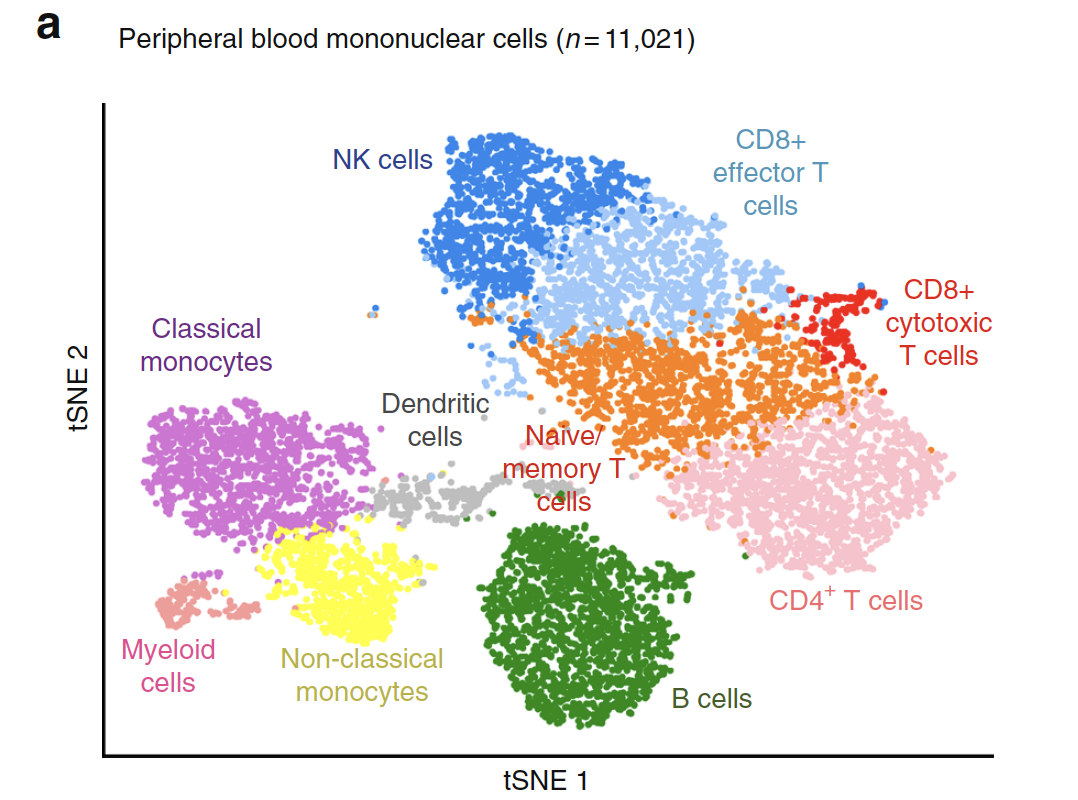 a
Peripheral blood mononuclear cells (n = 11,021)
NK cells
CD8+
effector T
cells
CD8+
cytotoxic
T cells
Classical
monocytes
Dendritic
cells
Naive/
memory T
cells
CD4⁺ T cells
Myeloid
cells
Non-classical
monocytes
B cells
tSNE 2
tSNE 1